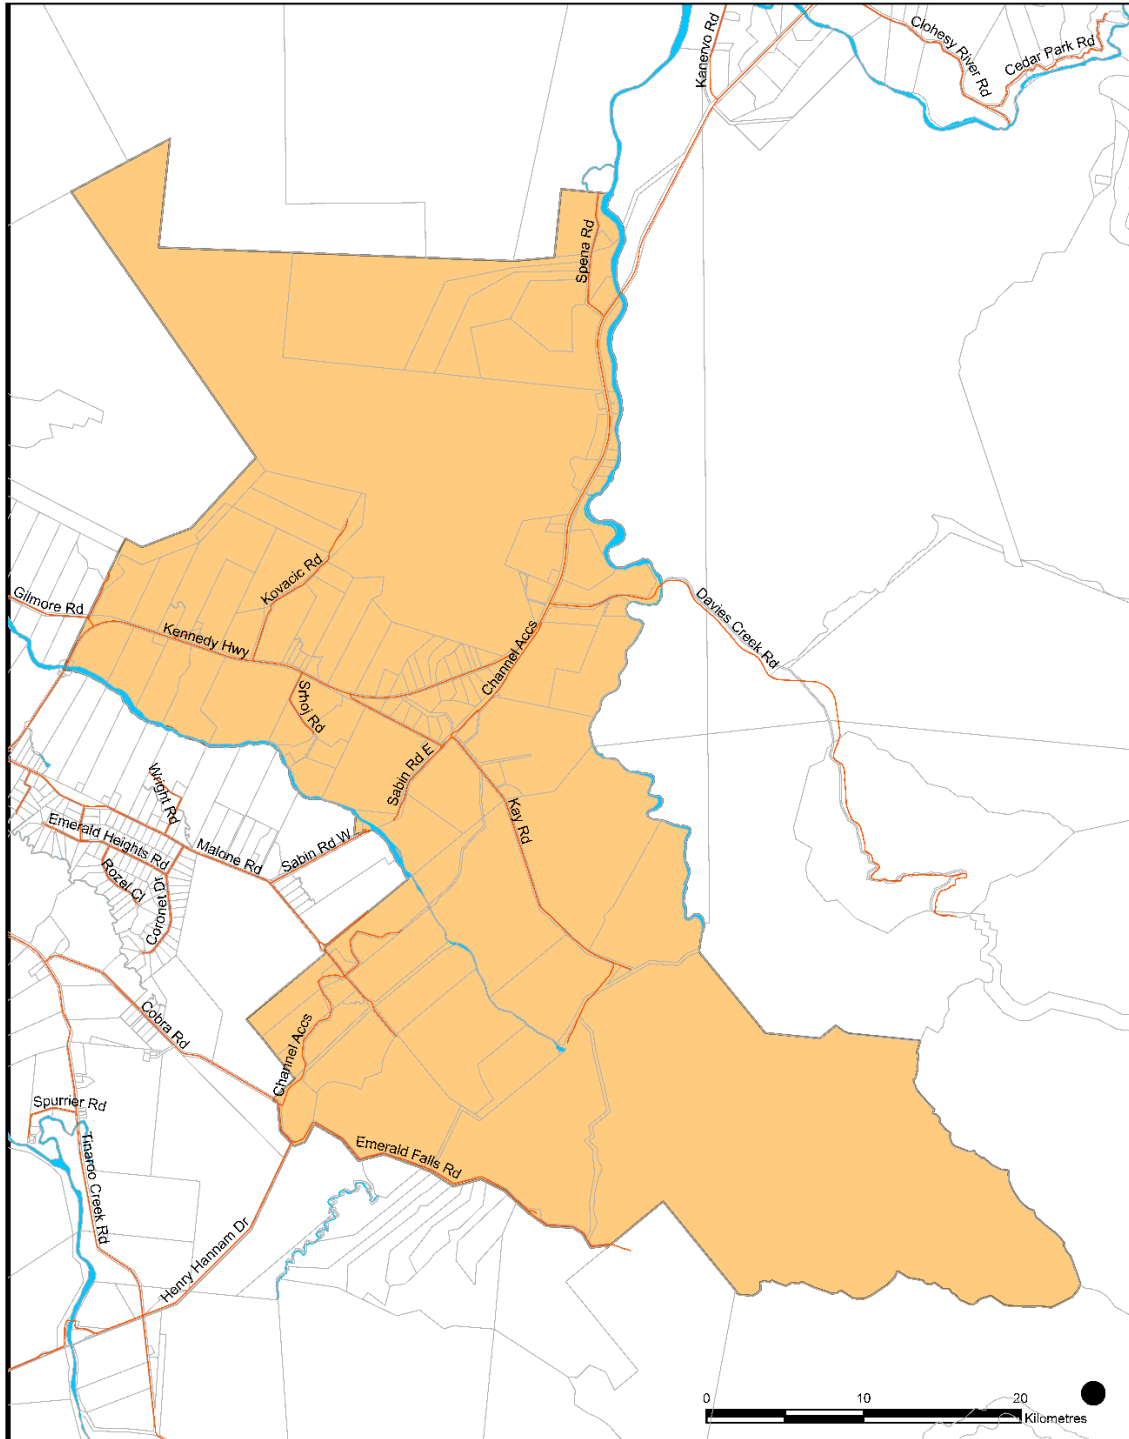 Kanervo Rd
Clohesy River Rd
Cedar Park Rd
Spena Rd
Kovacic Rd
Gilmore Rd
Kennedy Hwy
Channel Accs
Davies Creek Rd
Srhoj Rd
Sabin Rd E
Wright Rd
Kay Rd
Emerald Heights Rd
Malone Rd
Sabin Rd W
Rozel Cl
Coronet Dr
Cobra Rd
Channel Accs
Spurrier Rd
Tinaroo Creek Rd
Emerald Falls Rd
Henry Hannam Dr
0 10 20
Kilometres